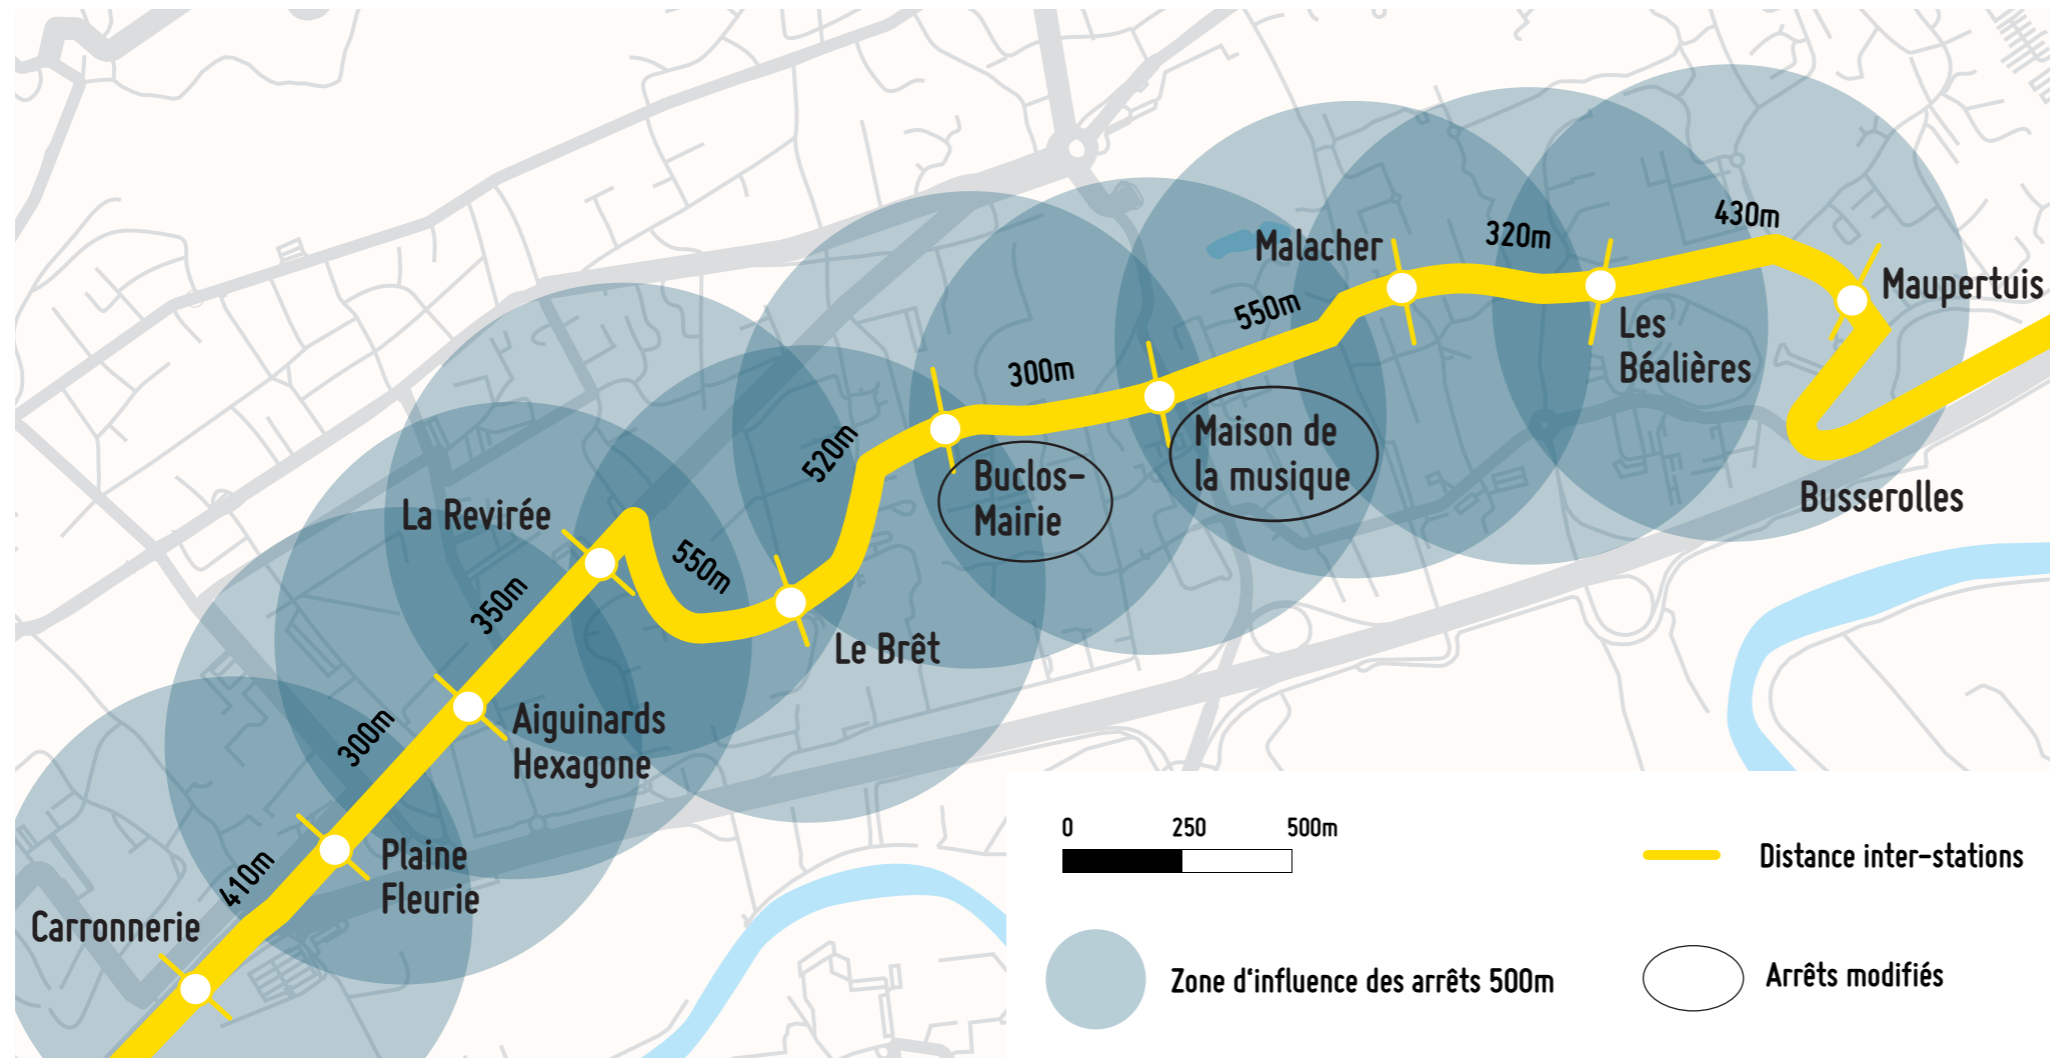 430m
320m
Malacher
Maupertuis
550m
Les
Béalières
300m
Maison de
la musique
520m
Buclos-
Mairie
Busserolles
La Revirée
550m
350m
Le Brêt
Aiguinards
Hexagone
300m
Plaine
Fleurie
410m
Carronnerie
0 250 500m
Distance inter-stations
Zone d'influence des arrêts 500m
Arrêts modifiés